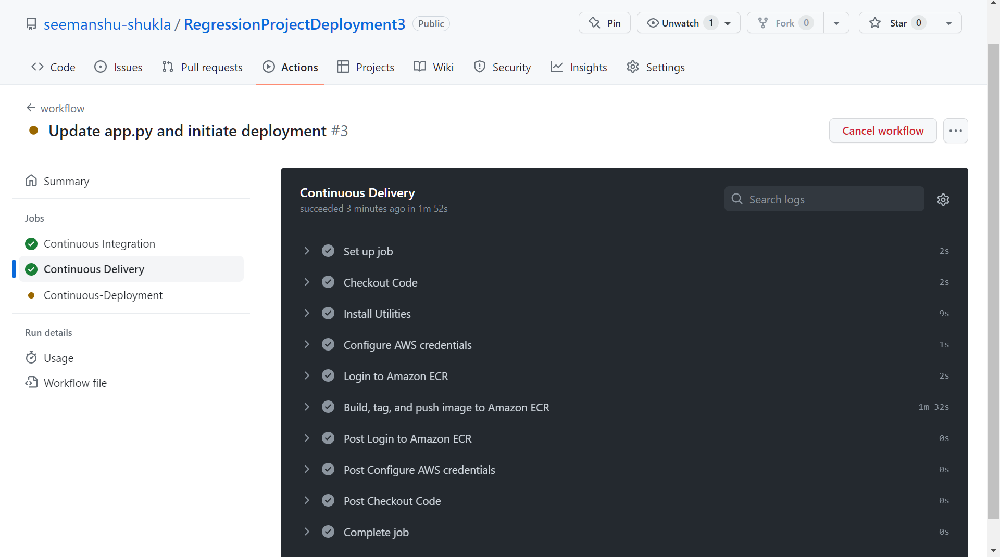 seemanshu-shukla / RegressionProjectDeployment3 Public
Pin
Unwatch 1
Fork 0
Star 0
Code Issues Pull requests Actions Projects Wiki Security Insights Settings
workflow
Update app.py and initiate deployment #3
Cancel workflow
Summary
Jobs
Continuous Integration
Continuous Delivery
Continuous-Deployment
Run details
Usage
Workflow file
Continuous Delivery
succeeded 3 minutes ago in 1m 52s
Search logs
Set up job 2s
Checkout Code 2s
Install Utilities 9s
Configure AWS credentials 1s
Login to Amazon ECR 2s
Build, tag, and push image to Amazon ECR 1m 32s
Post Login to Amazon ECR 0s
Post Configure AWS credentials 0s
Post Checkout Code 0s
Complete job 0s